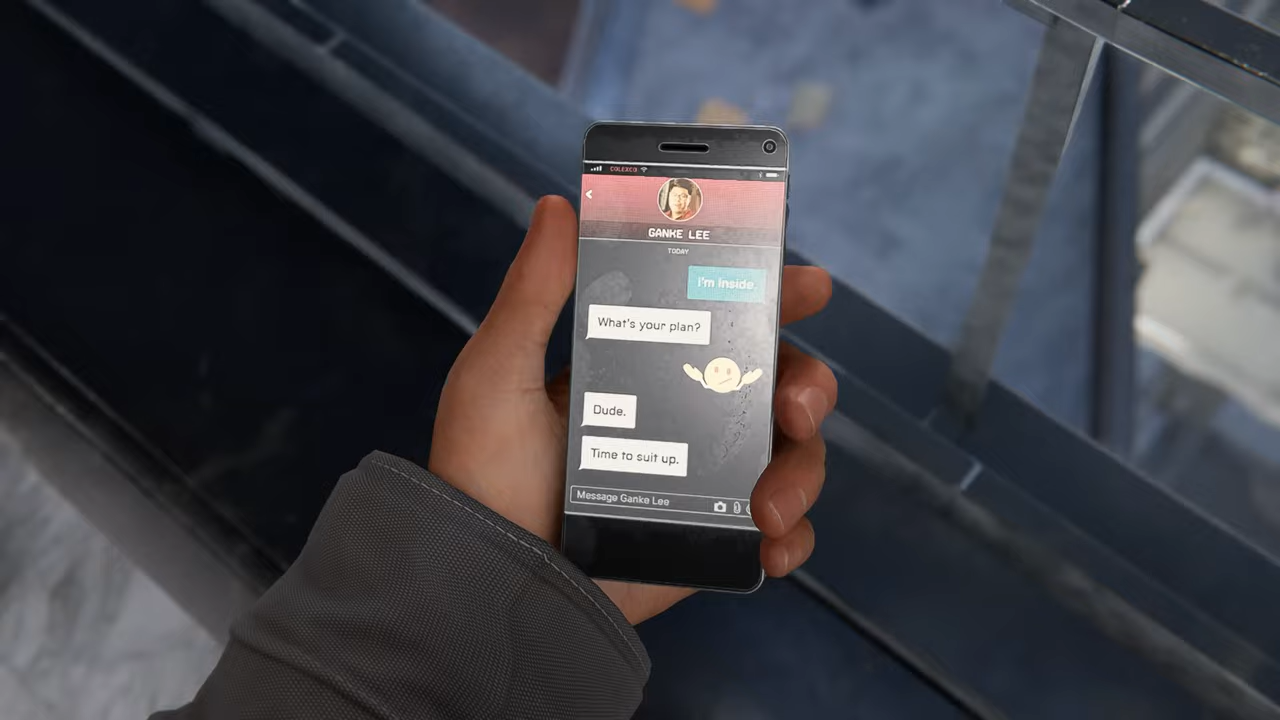 COLEXCO
GANKE LEE
TODAY
I'm inside.
What's your plan?
Dude.
Time to suit up.
Message Ganke Lee